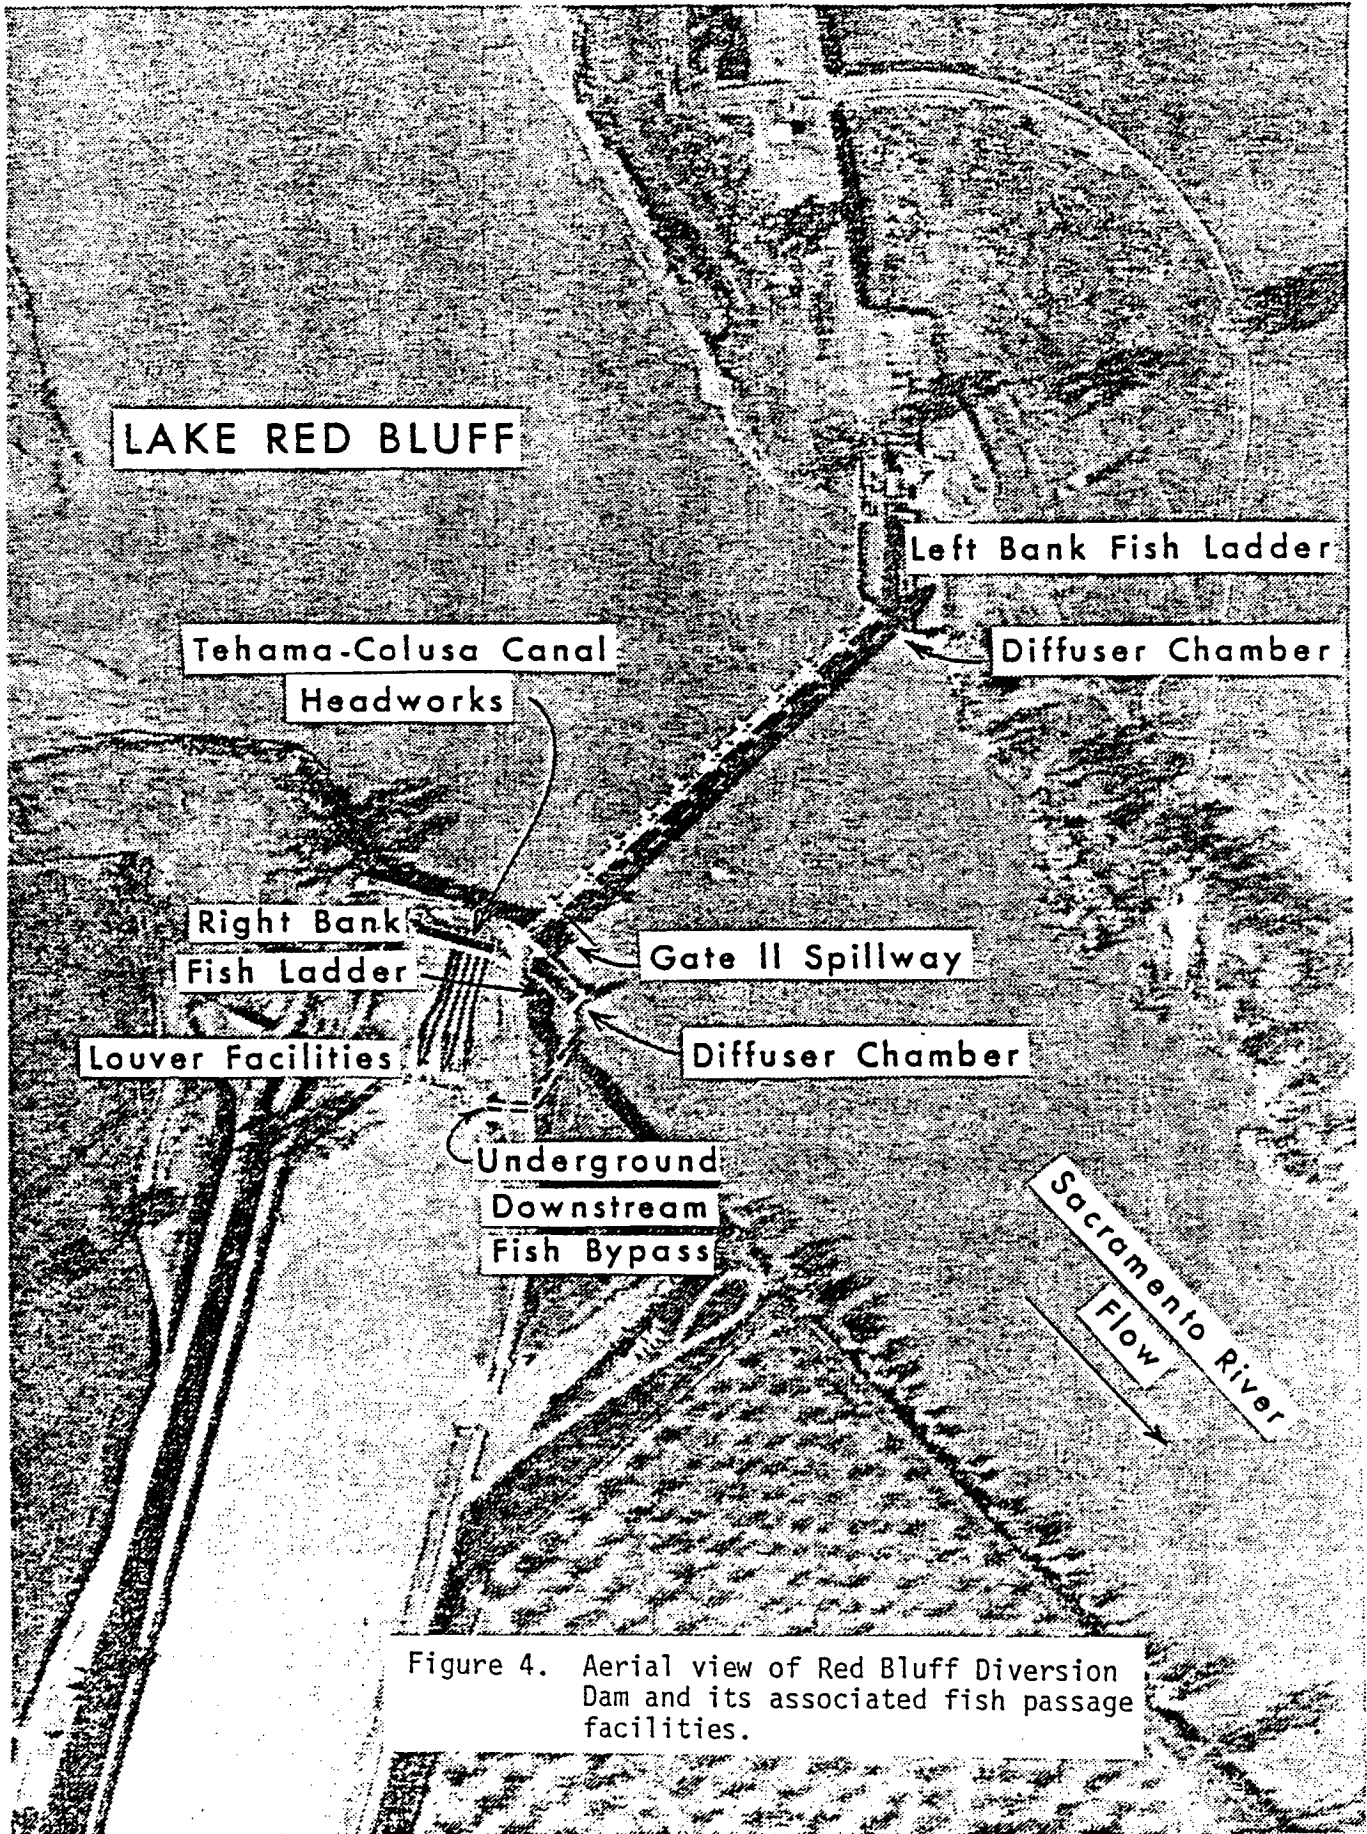 LAKE RED BLUFF
Left Bank Fish Ladder
Tehama-Colusa Canal
Headworks
Diffuser Chamber
Right Bank
Fish Ladder
Gate 11 Spillway
Louver Facilities
Diffuser Chamber
Underground
Downstream
Fish Bypass
Sacramento River
Flow
Figure 4. Aerial view of Red Bluff Diversion
Dam and its associated fish passage
facilities.